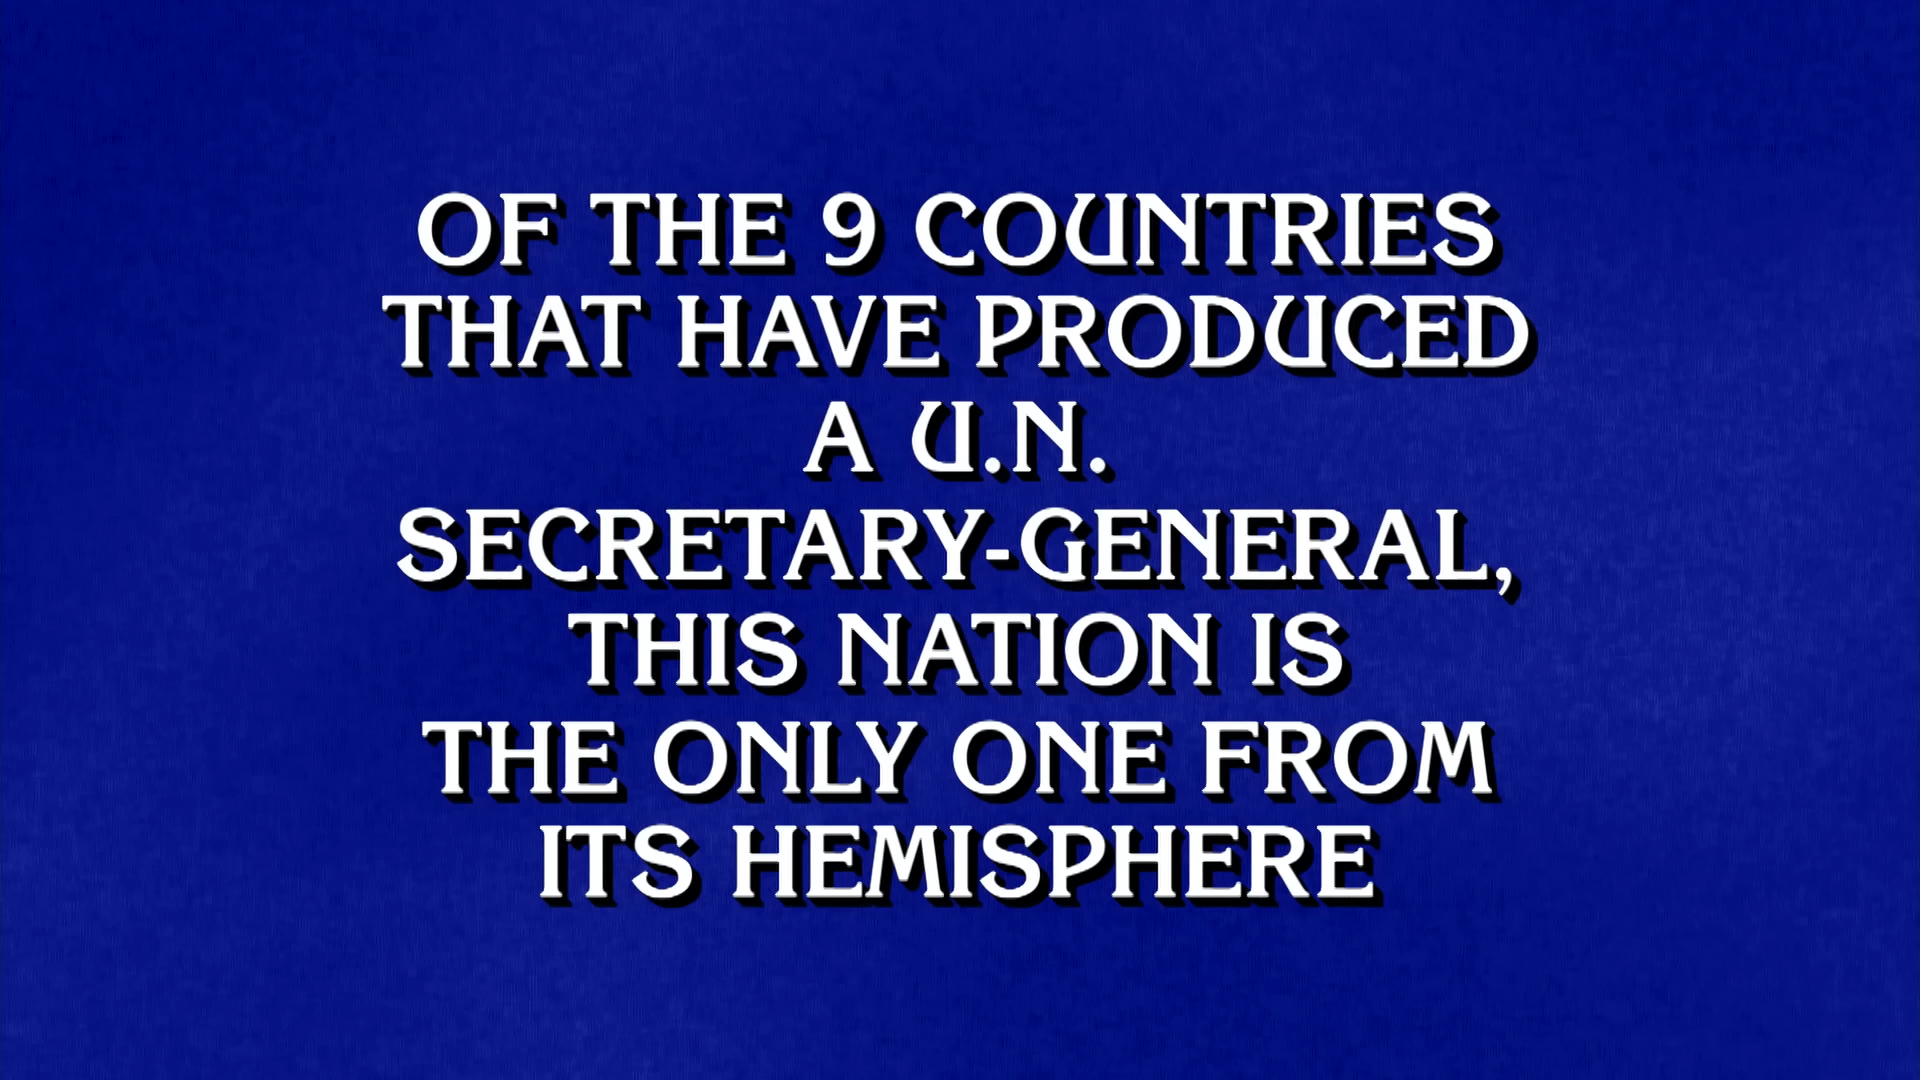 OF THE 9 COUNTRIES
THAT HAVE PRODUCED
A U.N.
SECRETARY-GENERAL,
THIS NATION IS
THE ONLY ONE FROM
ITS HEMISPHERE